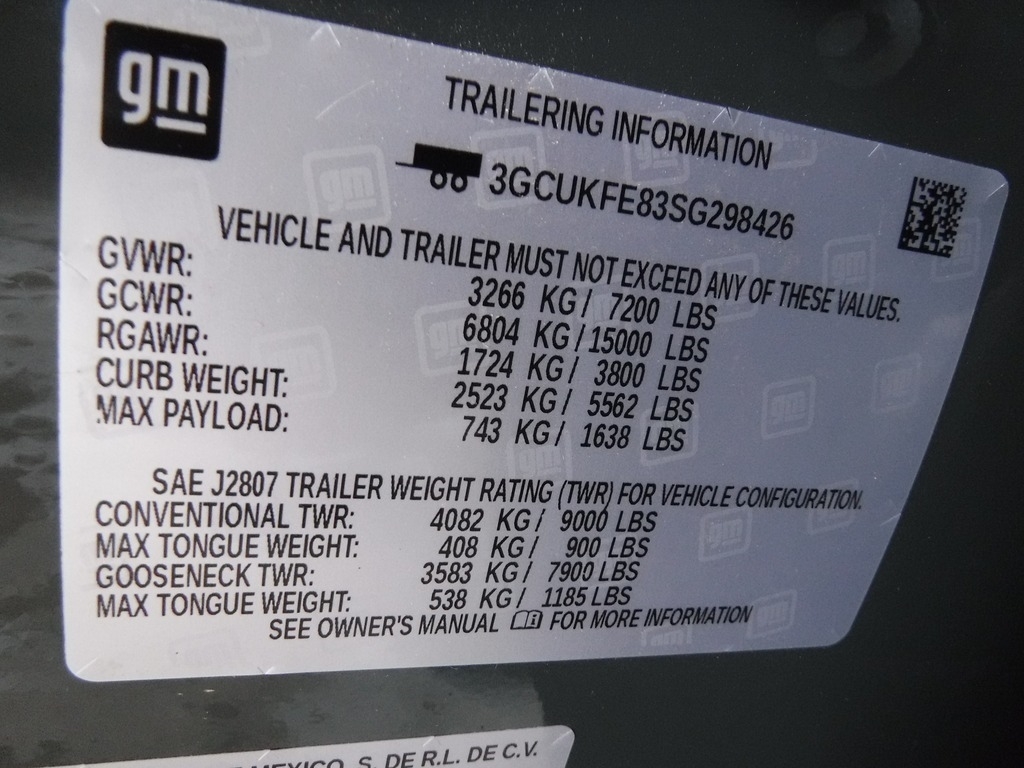 gm
TRAILERING INFORMATION
3GCUKFE83SG298426
VEHICLE AND TRAILER MUST NOT EXCEED ANY OF THESE VALUES.
GVWR: 3266 KG / 7200 LBS
GCWR: 6804 KG / 15000 LBS
RGAWR: 1724 KG / 3800 LBS
CURB WEIGHT: 2523 KG / 5562 LBS
MAX PAYLOAD: 743 KG / 1638 LBS
SAE J2807 TRAILER WEIGHT RATING (TWR) FOR VEHICLE CONFIGURATION.
CONVENTIONAL TWR: 4082 KG / 9000 LBS
MAX TONGUE WEIGHT: 408 KG / 900 LBS
GOOSENECK TWR: 3583 KG / 7900 LBS
MAX TONGUE WEIGHT: 538 KG / 1185 LBS
SEE OWNER'S MANUAL FOR MORE INFORMATION
MEXICO, S. DE R.L. DE C.V.